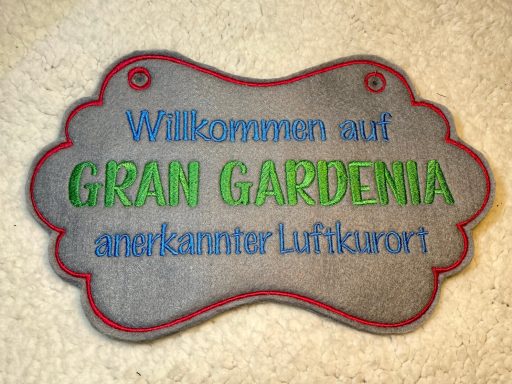 Willkommen auf
GRAN GARDENIA
anerkannter Luftkurort